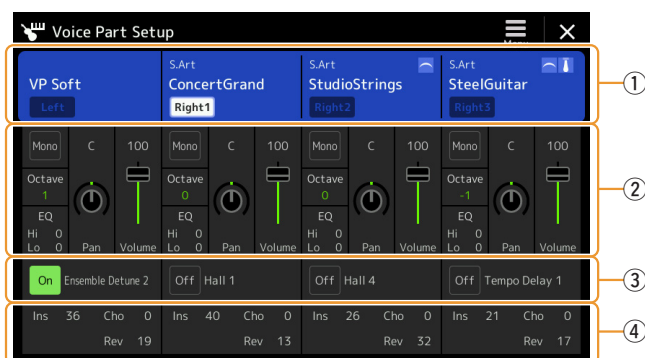 Voice Part Setup
Menu
S.Art S.Art S.Art
VP Soft ConcertGrand StudioStrings SteelGuitar
Left Right1 Right2 Right3
1
Mono C 100 Mono C 100 Mono C 100 Mono C 100
Octave Octave Octave Octave
1 0 0 -1
2
EQ EQ EQ EQ
Hi 0 Hi 0 Hi 0 Hi 0
Lo 0 Pan Volume Lo 0 Pan Volume Lo 0 Pan Volume Lo 0 Pan Volume
On Ensemble Detune 2 Off Hall 1 Off Hall 4 Off Tempo Delay 1
3
Ins 36 Cho 0 Ins 40 Cho 0 Ins 26 Cho 0 Ins 21 Cho 0
4
Rev 19 Rev 13 Rev 32 Rev 17